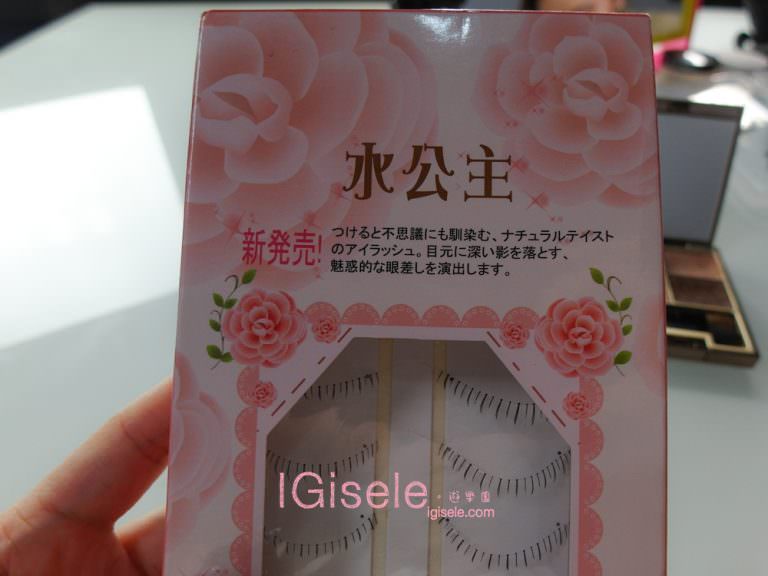 水公主
新発売!
つけると不思議にも馴染む、ナチュラルテイスト
のアイラッシュ。目元に深い影を落とす、
魅惑的な眼差しを演出します。
IGisele · 遊樂園
igisele.com